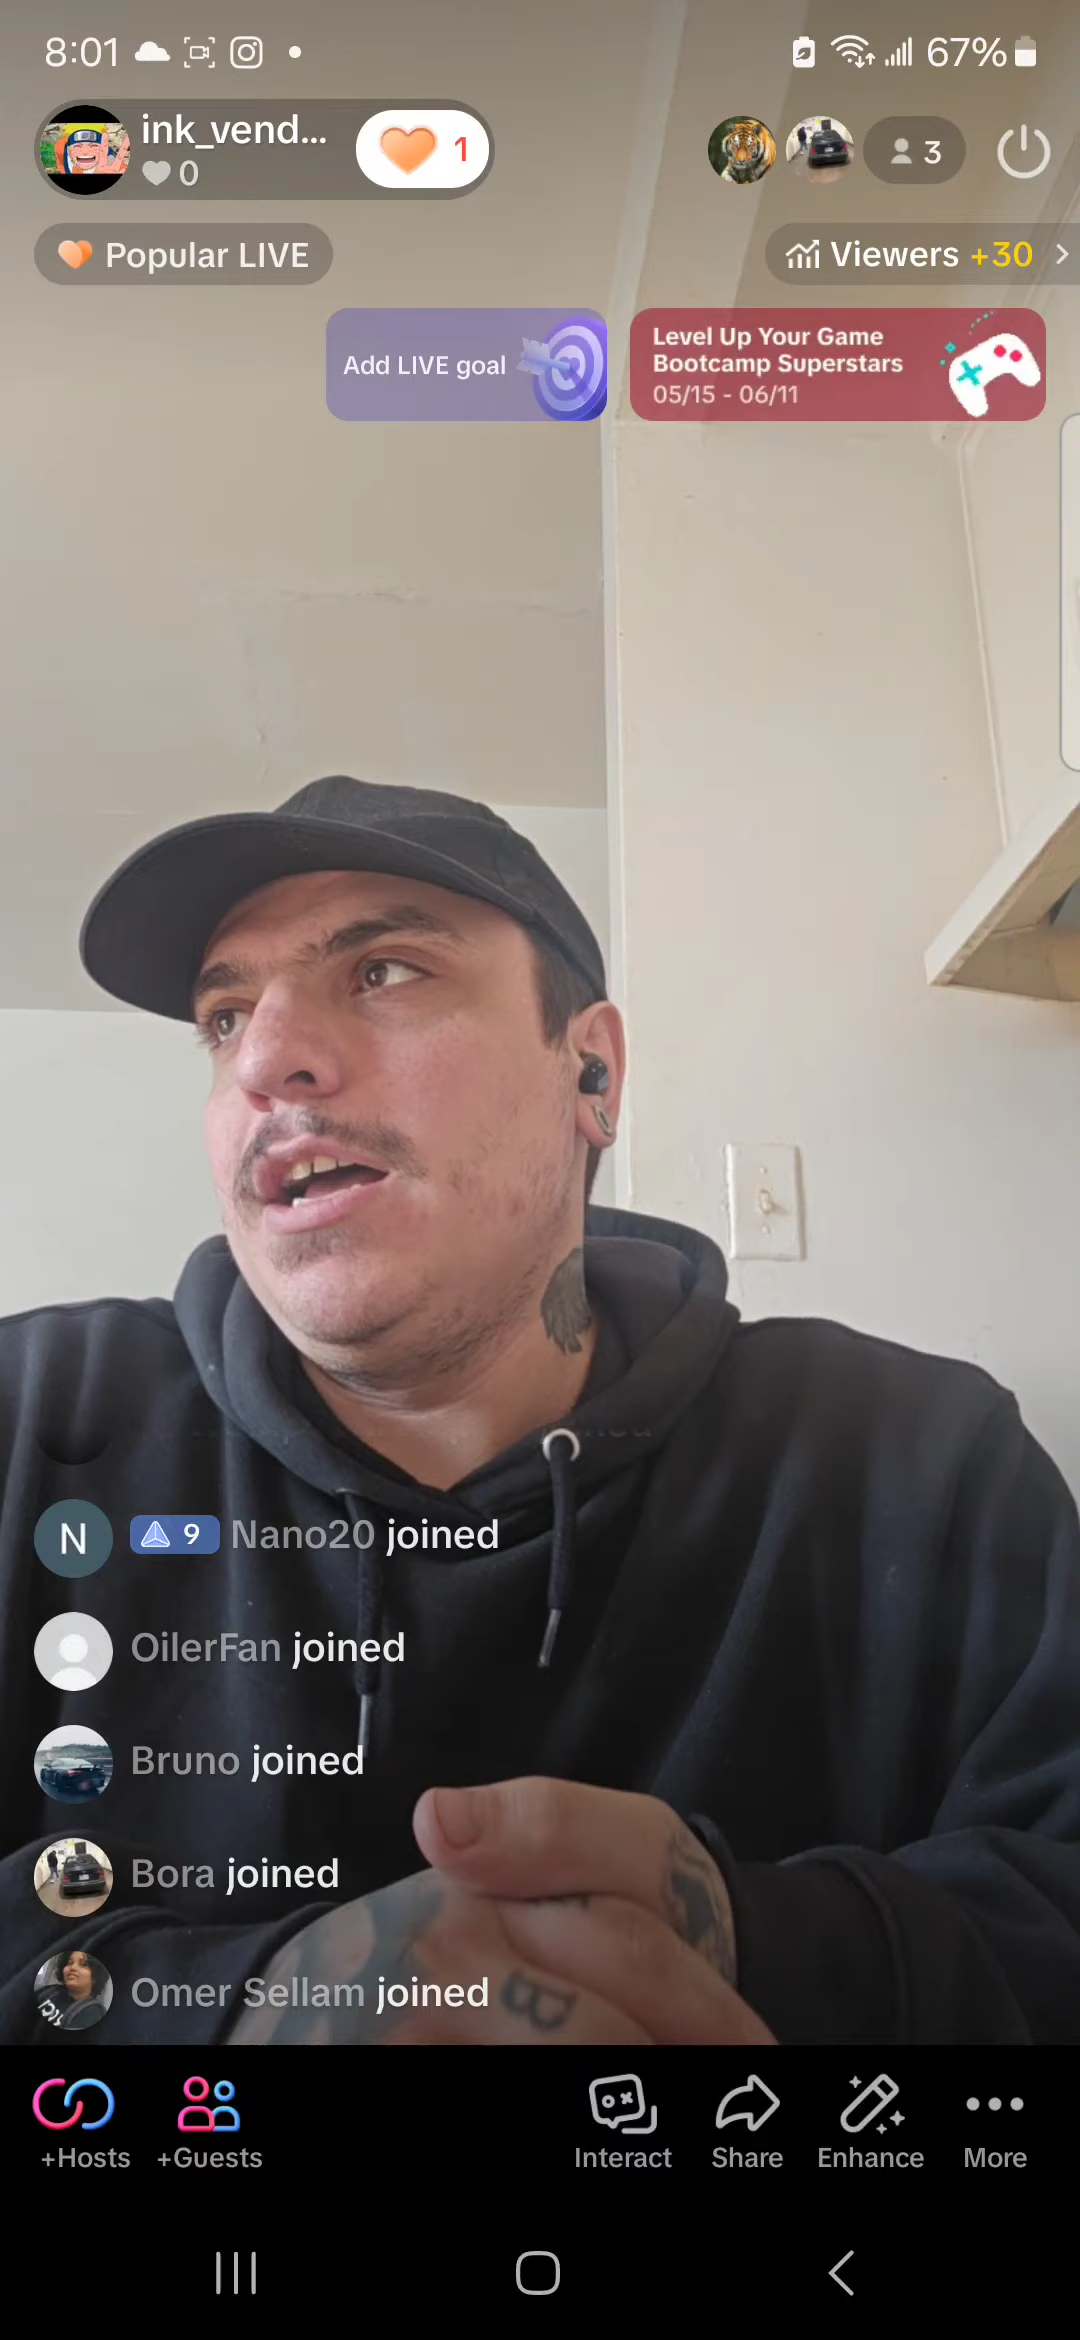 8:01
67%
ink_vend...
0
1
3
Popular LIVE
Viewers +30
Add LIVE goal
Level Up Your Game
Bootcamp Superstars
05/15 - 06/11
N
9 Nano20 joined
OilerFan joined
Bruno joined
Bora joined
Omer Sellam joined
B
+Hosts
+Guests
Interact
Share
Enhance
More